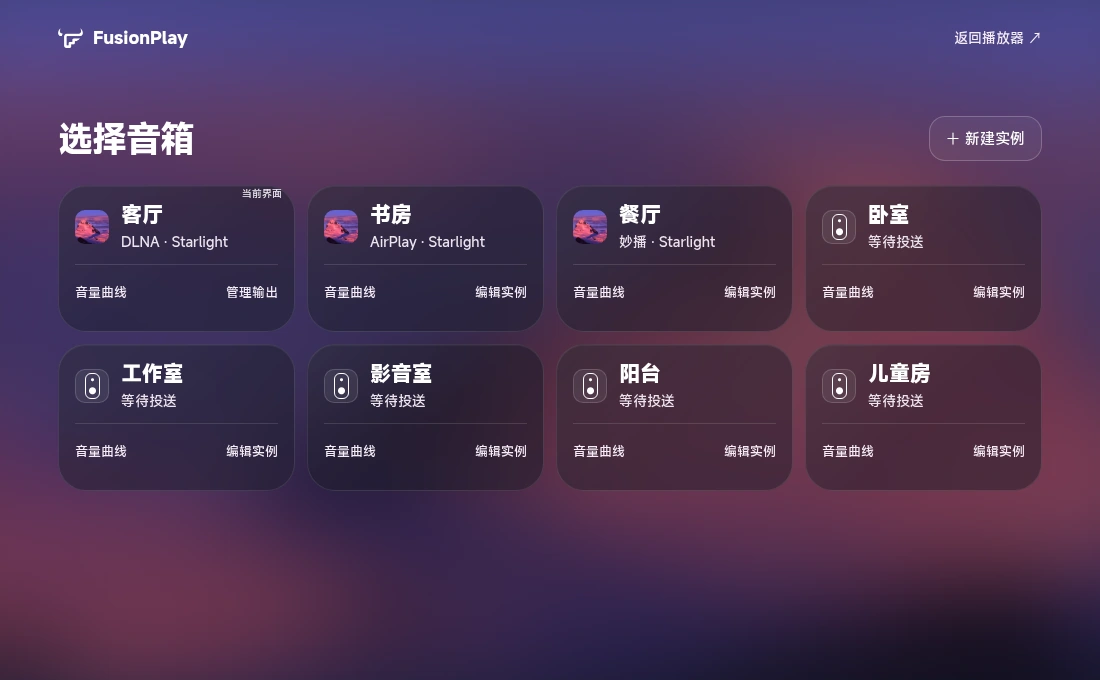 FusionPlay
返回播放器 ↗
选择音箱
＋ 新建实例
当前界面
客厅
DLNA · Starlight
音量曲线
管理输出
书房
AirPlay · Starlight
音量曲线
编辑实例
餐厅
妙播 · Starlight
音量曲线
编辑实例
卧室
等待投送
音量曲线
编辑实例
工作室
等待投送
音量曲线
编辑实例
影音室
等待投送
音量曲线
编辑实例
阳台
等待投送
音量曲线
编辑实例
儿童房
等待投送
音量曲线
编辑实例